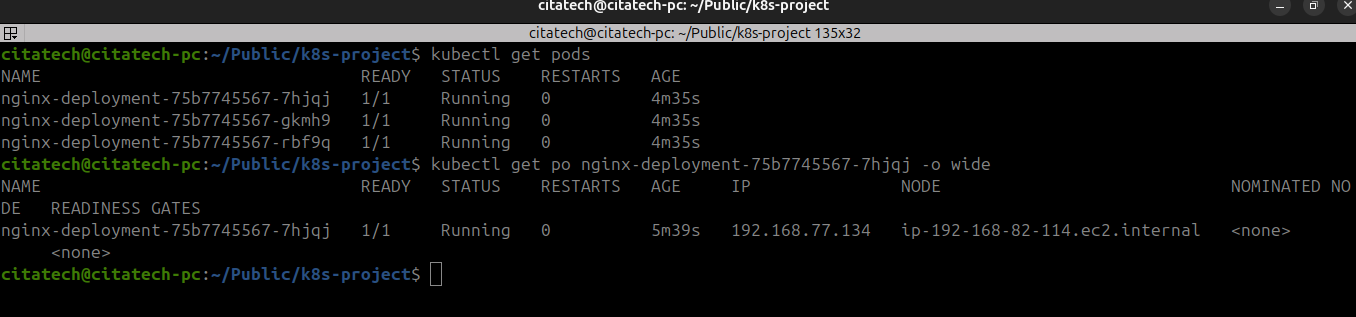 citatech@citatech-pc: ~/Public/k8s-project
citatech@citatech-pc: ~/Public/k8s-project 135x32
citatech@citatech-pc:~/Public/k8s-project$ kubectl get pods
NAME                                READY   STATUS    RESTARTS   AGE
nginx-deployment-75b7745567-7hjqj   1/1     Running   0          4m35s
nginx-deployment-75b7745567-gkmh9   1/1     Running   0          4m35s
nginx-deployment-75b7745567-rbf9q   1/1     Running   0          4m35s
citatech@citatech-pc:~/Public/k8s-project$ kubectl get po nginx-deployment-75b7745567-7hjqj -o wide
NAME                                READY   STATUS    RESTARTS   AGE     IP               NODE                             NOMINATED NO
DE   READINESS GATES
nginx-deployment-75b7745567-7hjqj   1/1     Running   0          5m39s   192.168.77.134   ip-192-168-82-114.ec2.internal   <none>
     <none>
citatech@citatech-pc:~/Public/k8s-project$